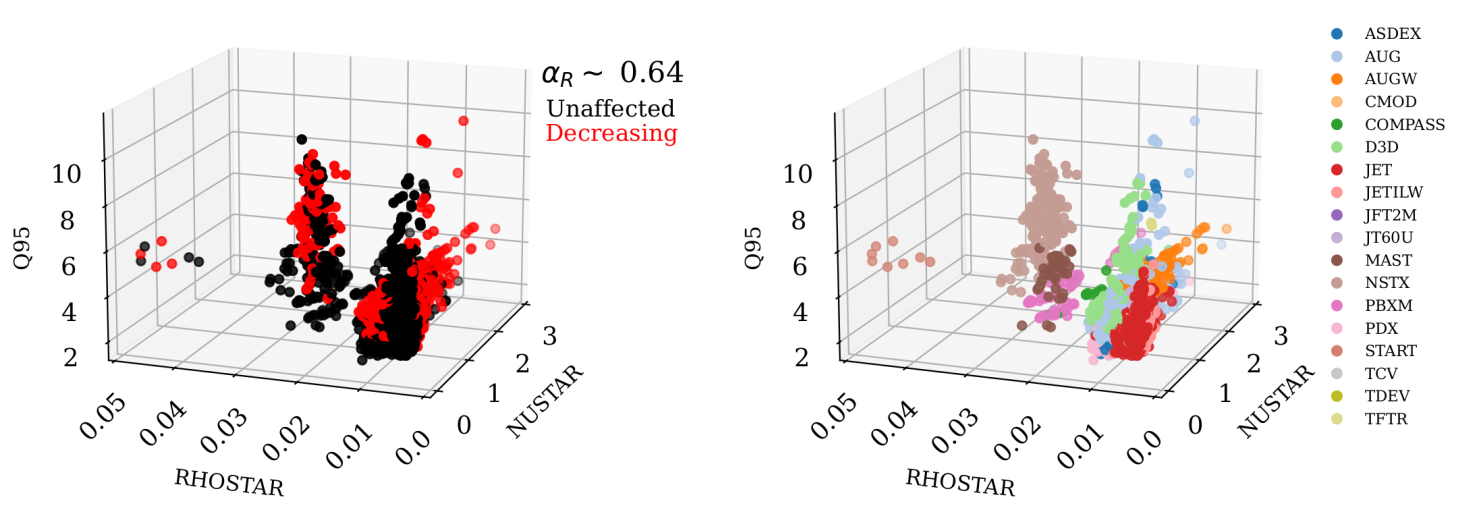 α_R ∼ 0.64
Unaffected
Decreasing
10
8
6
4
2
Q95
0.05
0.04
0.03
0.02
0.01
0.0
RHOSTAR
0
1
2
3
NUSTAR
10
8
6
4
2
Q95
0.05
0.04
0.03
0.02
0.01
0.0
RHOSTAR
0
1
2
3
NUSTAR
ASDEX
AUG
AUGW
CMOD
COMPASS
D3D
JET
JETILW
JFT2M
JT60U
MAST
NSTX
PBXM
PDX
START
TCV
TDEV
TFTR